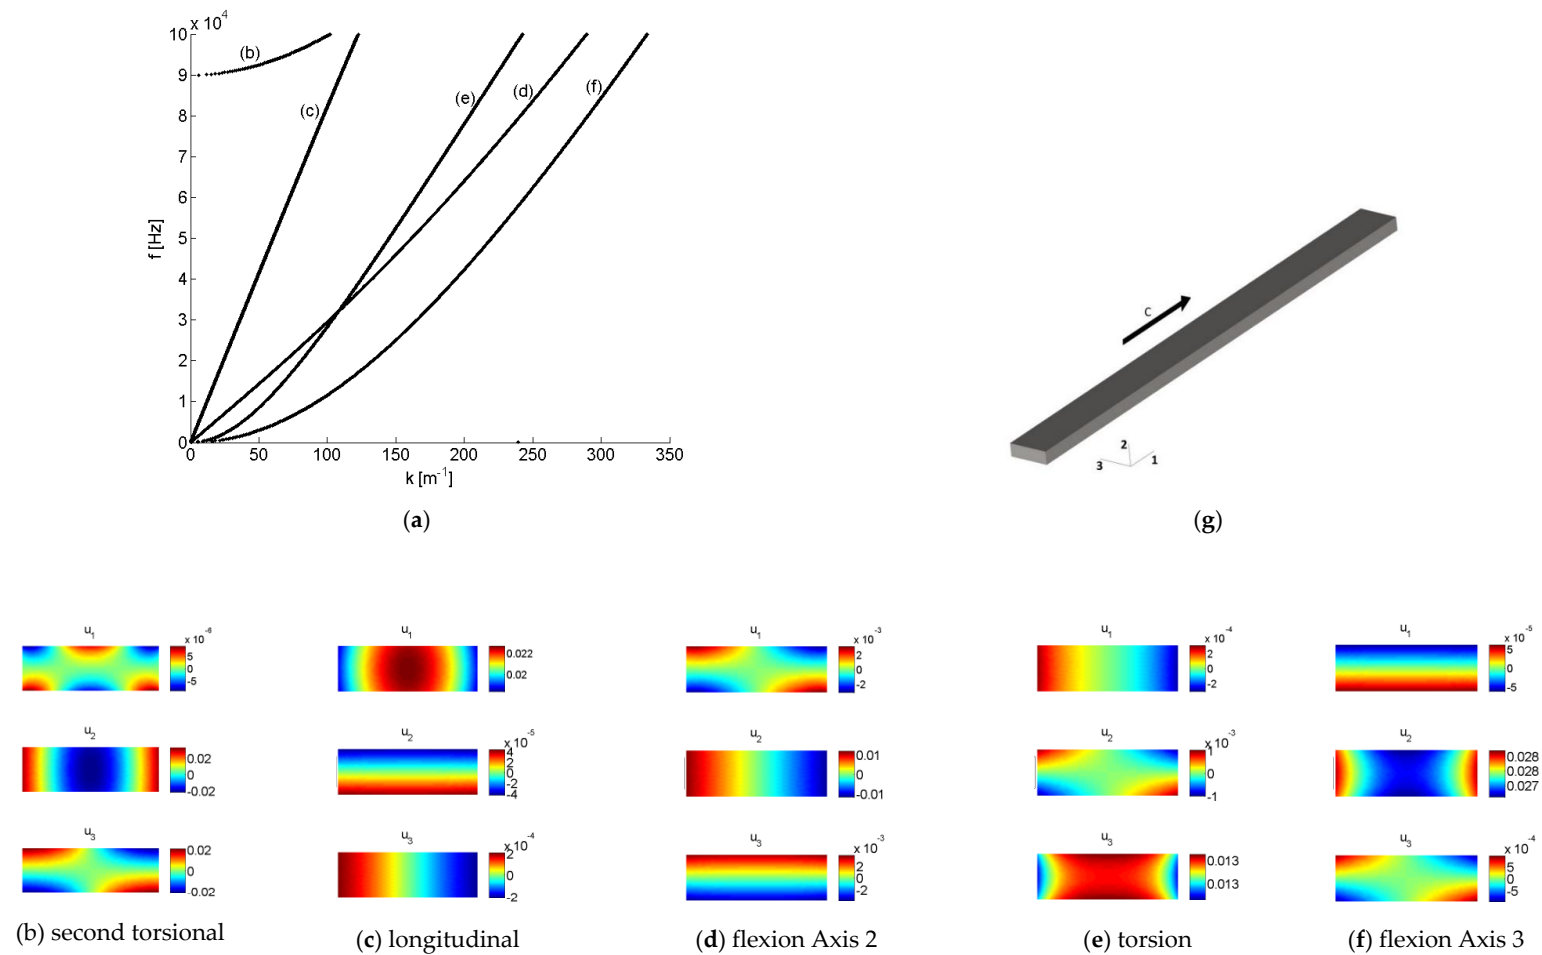 x 10⁴
10
9
8
7
6
5
4
3
2
1
0
f [Hz]
(b)
(c)
(e)
(d)
(f)
0 50 100 150 200 250 300 350
k [m⁻¹]
(a)
C
2
3
1
(g)
u₁
x 10⁻⁶
5
0
-5
u₂
0.02
0
-0.02
u₃
0.02
0
-0.02
(b) second torsional
u₁
0.022
0.02
u₂
x 10⁻⁵
4
2
0
-2
-4
u₃
x 10⁻⁴
2
0
-2
(c) longitudinal
u₁
x 10⁻³
2
0
-2
u₂
0.01
0
-0.01
u₃
x 10⁻³
2
0
-2
(d) flexion Axis 2
u₁
x 10⁻⁴
2
0
-2
u₂
x 10⁻³
1
0
-1
u₃
0.013
0.013
(e) torsion
u₁
x 10⁻⁵
5
0
-5
u₂
0.028
0.028
0.027
u₃
x 10⁻⁴
5
0
-5
(f) flexion Axis 3